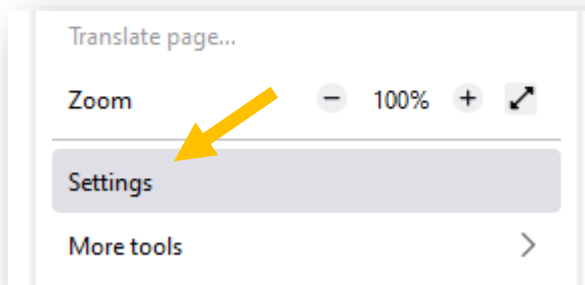 Translate page...
Zoom − 100% +
Settings
More tools